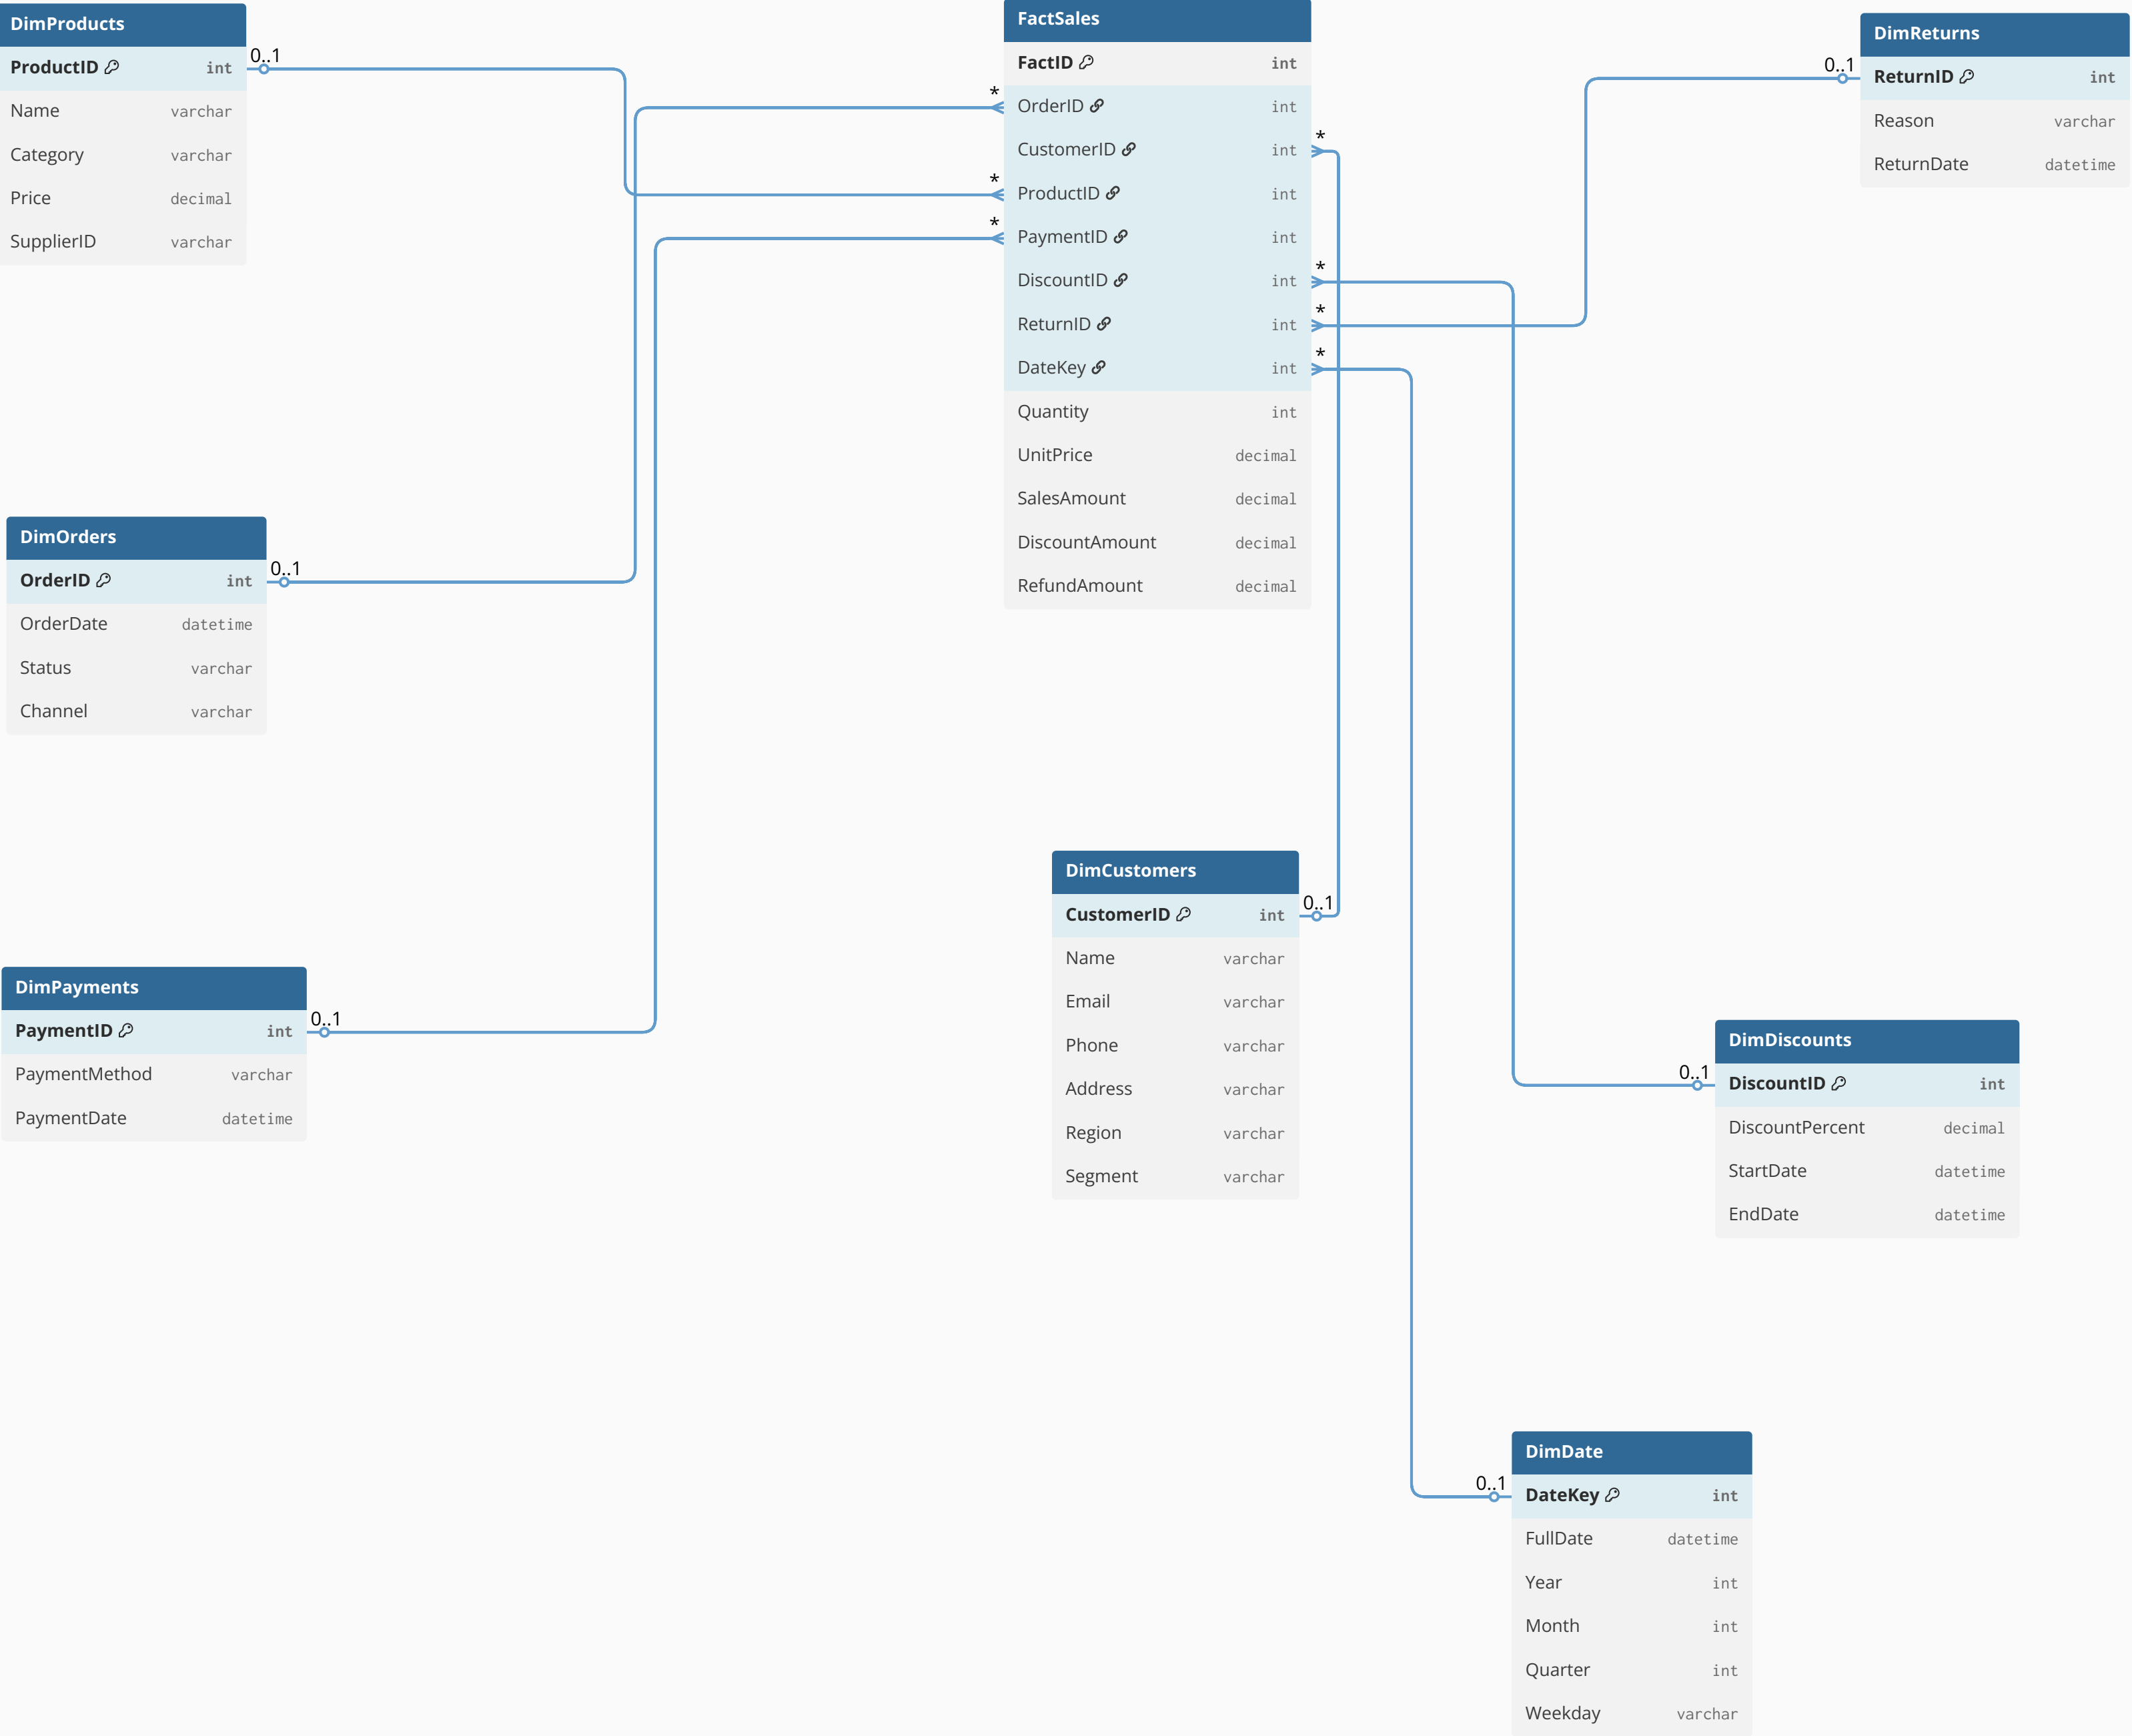 DimProducts
ProductID int
Name varchar
Category varchar
Price decimal
SupplierID varchar
0..1
FactSales
FactID int
OrderID int
CustomerID int
ProductID int
PaymentID int
DiscountID int
ReturnID int
DateKey int
Quantity int
UnitPrice decimal
SalesAmount decimal
DiscountAmount decimal
RefundAmount decimal
*
*
*
*
*
*
*
DimReturns
ReturnID int
Reason varchar
ReturnDate datetime
0..1
DimOrders
OrderID int
OrderDate datetime
Status varchar
Channel varchar
0..1
DimCustomers
CustomerID int
Name varchar
Email varchar
Phone varchar
Address varchar
Region varchar
Segment varchar
0..1
DimPayments
PaymentID int
PaymentMethod varchar
PaymentDate datetime
0..1
DimDiscounts
DiscountID int
DiscountPercent decimal
StartDate datetime
EndDate datetime
0..1
DimDate
DateKey int
FullDate datetime
Year int
Month int
Quarter int
Weekday varchar
0..1